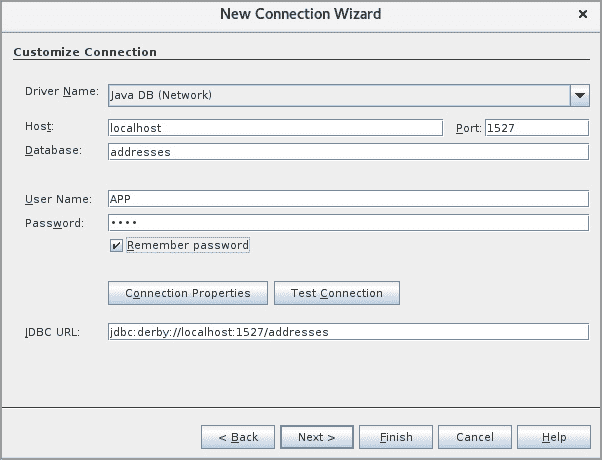 New Connection Wizard
Customize Connection
Driver Name: Java DB (Network)
Host: localhost Port: 1527
Database: addresses
User Name: APP
Password: ••••
Remember password
Connection Properties Test Connection
JDBC URL: jdbc:derby://localhost:1527/addresses
< Back Next > Finish Cancel Help